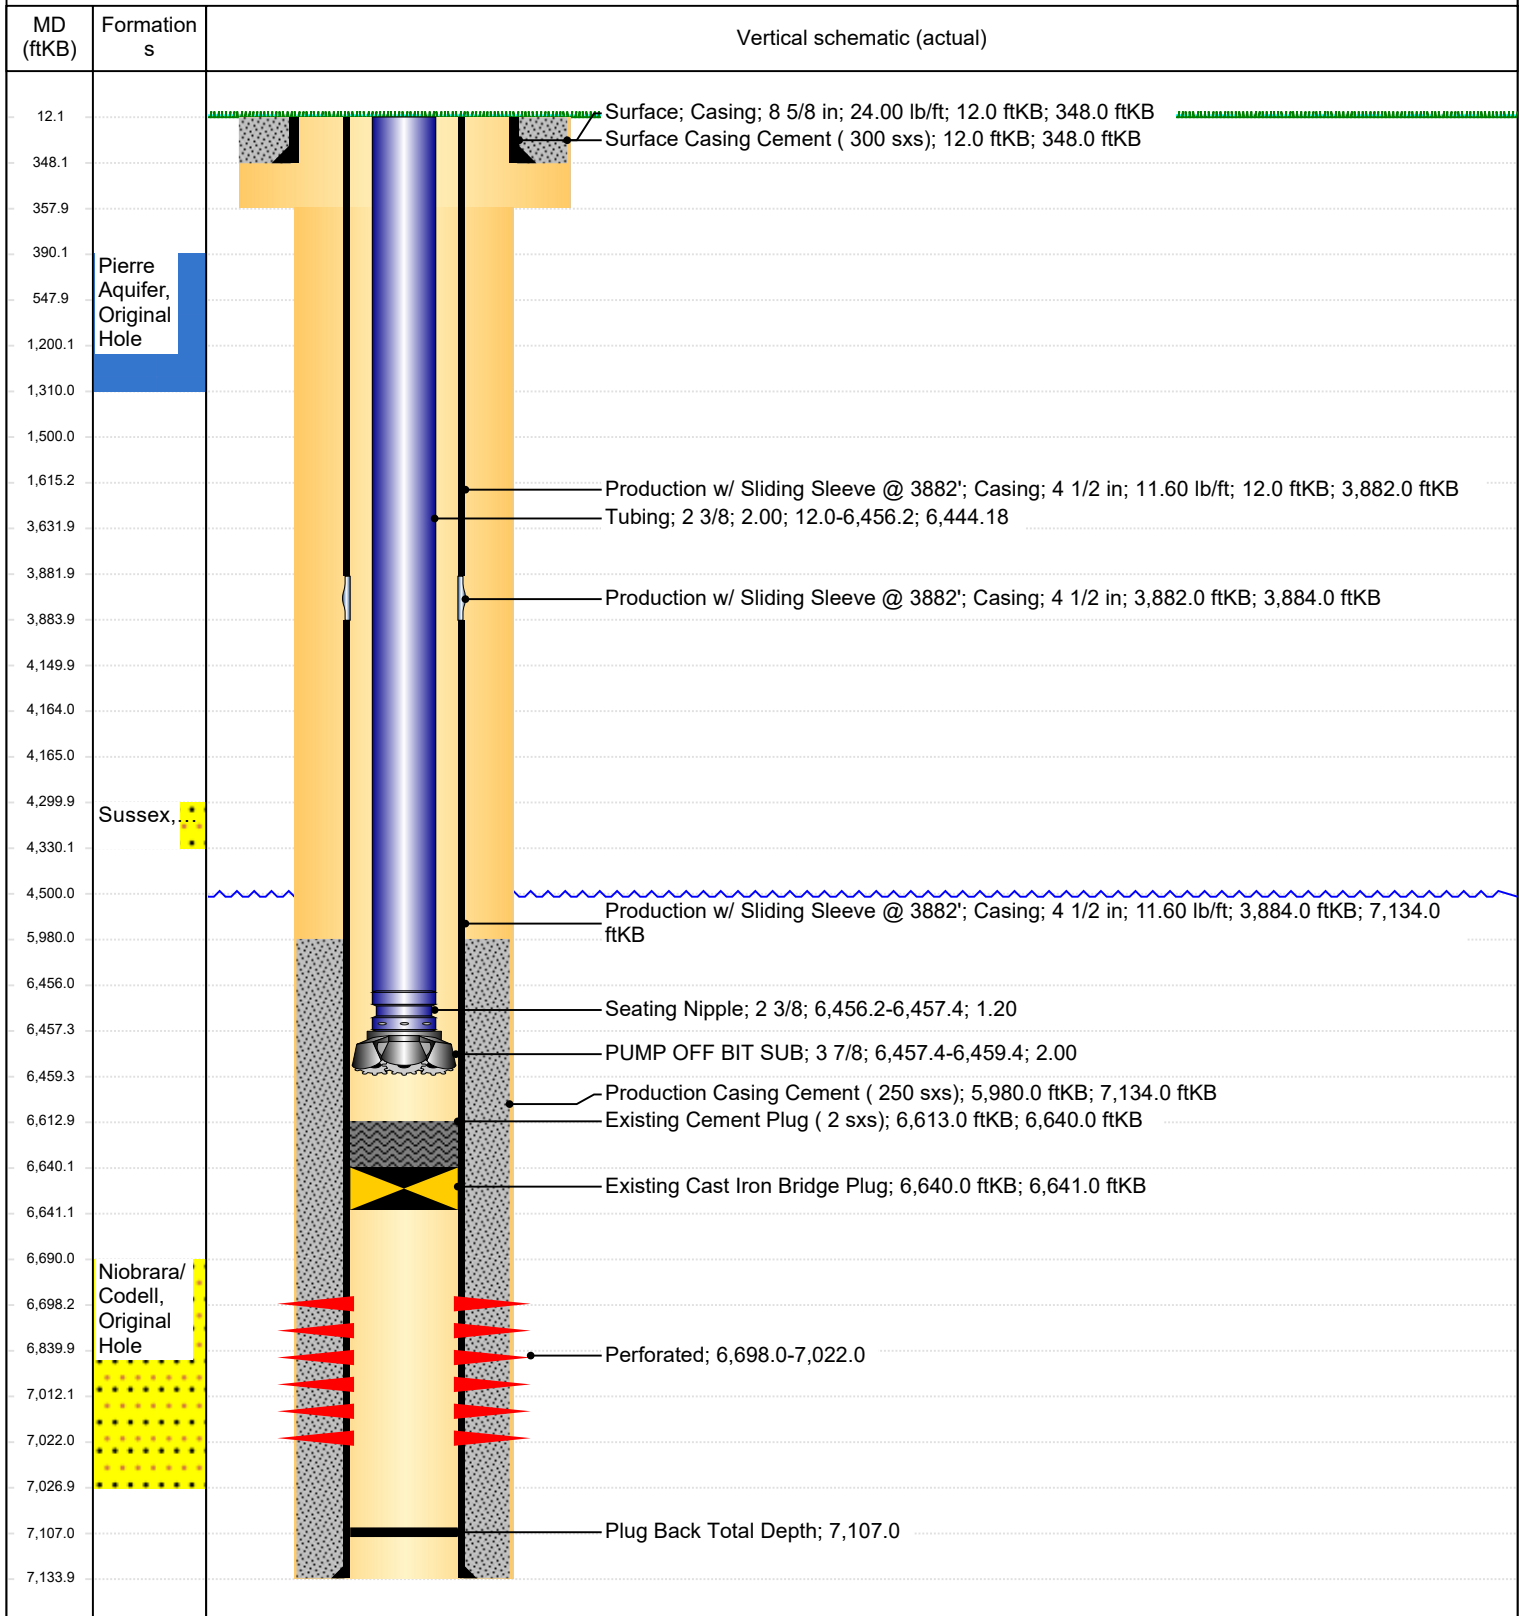 MD
(ftKB)
Formation
s
Vertical schematic (actual)
12.1
348.1
357.9
390.1
547.9
1,200.1
1,310.0
1,500.0
1,615.2
3,631.9
3,881.9
3,883.9
4,149.9
4,164.0
4,165.0
4,299.9
4,330.1
4,500.0
5,980.0
6,456.0
6,457.3
6,459.3
6,612.9
6,640.1
6,641.1
6,690.0
6,698.2
6,839.9
7,012.1
7,022.0
7,026.9
7,107.0
7,133.9
Pierre
Aquifer,
Original
Hole
Sussex,...
Niobrara/
Codell,
Original
Hole
Surface; Casing; 8 5/8 in; 24.00 lb/ft; 12.0 ftKB; 348.0 ftKB
Surface Casing Cement ( 300 sxs); 12.0 ftKB; 348.0 ftKB
Production w/ Sliding Sleeve @ 3882'; Casing; 4 1/2 in; 11.60 lb/ft; 12.0 ftKB; 3,882.0 ftKB
Tubing; 2 3/8; 2.00; 12.0-6,456.2; 6,444.18
Production w/ Sliding Sleeve @ 3882'; Casing; 4 1/2 in; 3,882.0 ftKB; 3,884.0 ftKB
Production w/ Sliding Sleeve @ 3882'; Casing; 4 1/2 in; 11.60 lb/ft; 3,884.0 ftKB; 7,134.0
ftKB
Seating Nipple; 2 3/8; 6,456.2-6,457.4; 1.20
PUMP OFF BIT SUB; 3 7/8; 6,457.4-6,459.4; 2.00
Production Casing Cement ( 250 sxs); 5,980.0 ftKB; 7,134.0 ftKB
Existing Cement Plug ( 2 sxs); 6,613.0 ftKB; 6,640.0 ftKB
Existing Cast Iron Bridge Plug; 6,640.0 ftKB; 6,641.0 ftKB
Perforated; 6,698.0-7,022.0
Plug Back Total Depth; 7,107.0